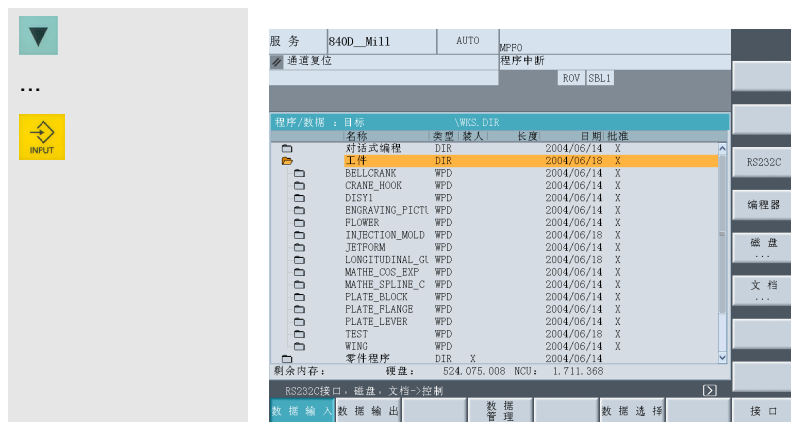 ...
INPUT
服 务 840D__Mill AUTO MPF0
通道复位 程序中断
ROV SBL1
程序/数据 : 目标 \WKS.DIR
名称 类型 装人 长度 日期 批准
对话式编程 DIR 2004/06/14 X
工件 DIR 2004/06/18 X
BELLCRANK WPD 2004/06/14 X
CRANE_HOOK WPD 2004/06/14 X
DISY1 WPD 2004/06/14 X
ENGRAVING_PICTU WPD 2004/06/14 X
FLOWER WPD 2004/06/14 X
INJECTION_MOLD WPD 2004/06/18 X
JETFORM WPD 2004/06/14 X
LONGITUDINAL_GU WPD 2004/06/18 X
MATHE_COS_EXP WPD 2004/06/14 X
MATHE_SPLINE_C WPD 2004/06/14 X
PLATE_BLOCK WPD 2004/06/14 X
PLATE_FLANGE WPD 2004/06/14 X
PLATE_LEVER WPD 2004/06/14 X
TEST WPD 2004/06/18 X
WING WPD 2004/06/14 X
零件程序 DIR X 2004/06/14
剩余内存: 硬盘: 524.075.008 NCU: 1.711.368
RS232C接口，磁盘，文档->控制
数据输入 数据输出 数据管理 数据选择 接口
RS232C
编程器
磁盘
...
文档
...